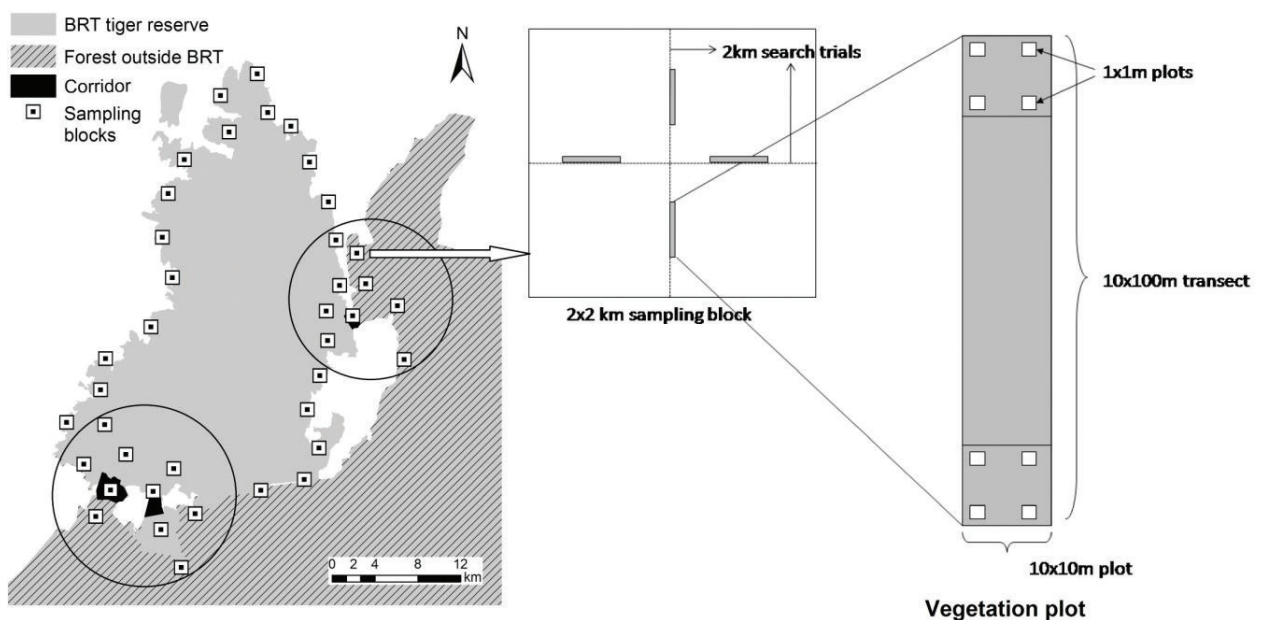 BRT tiger reserve
Forest outside BRT
Corridor
Sampling
blocks
N
0 2 4 8 12
km
2km search trials
2x2 km sampling block
1x1m plots
10x100m transect
10x10m plot
Vegetation plot